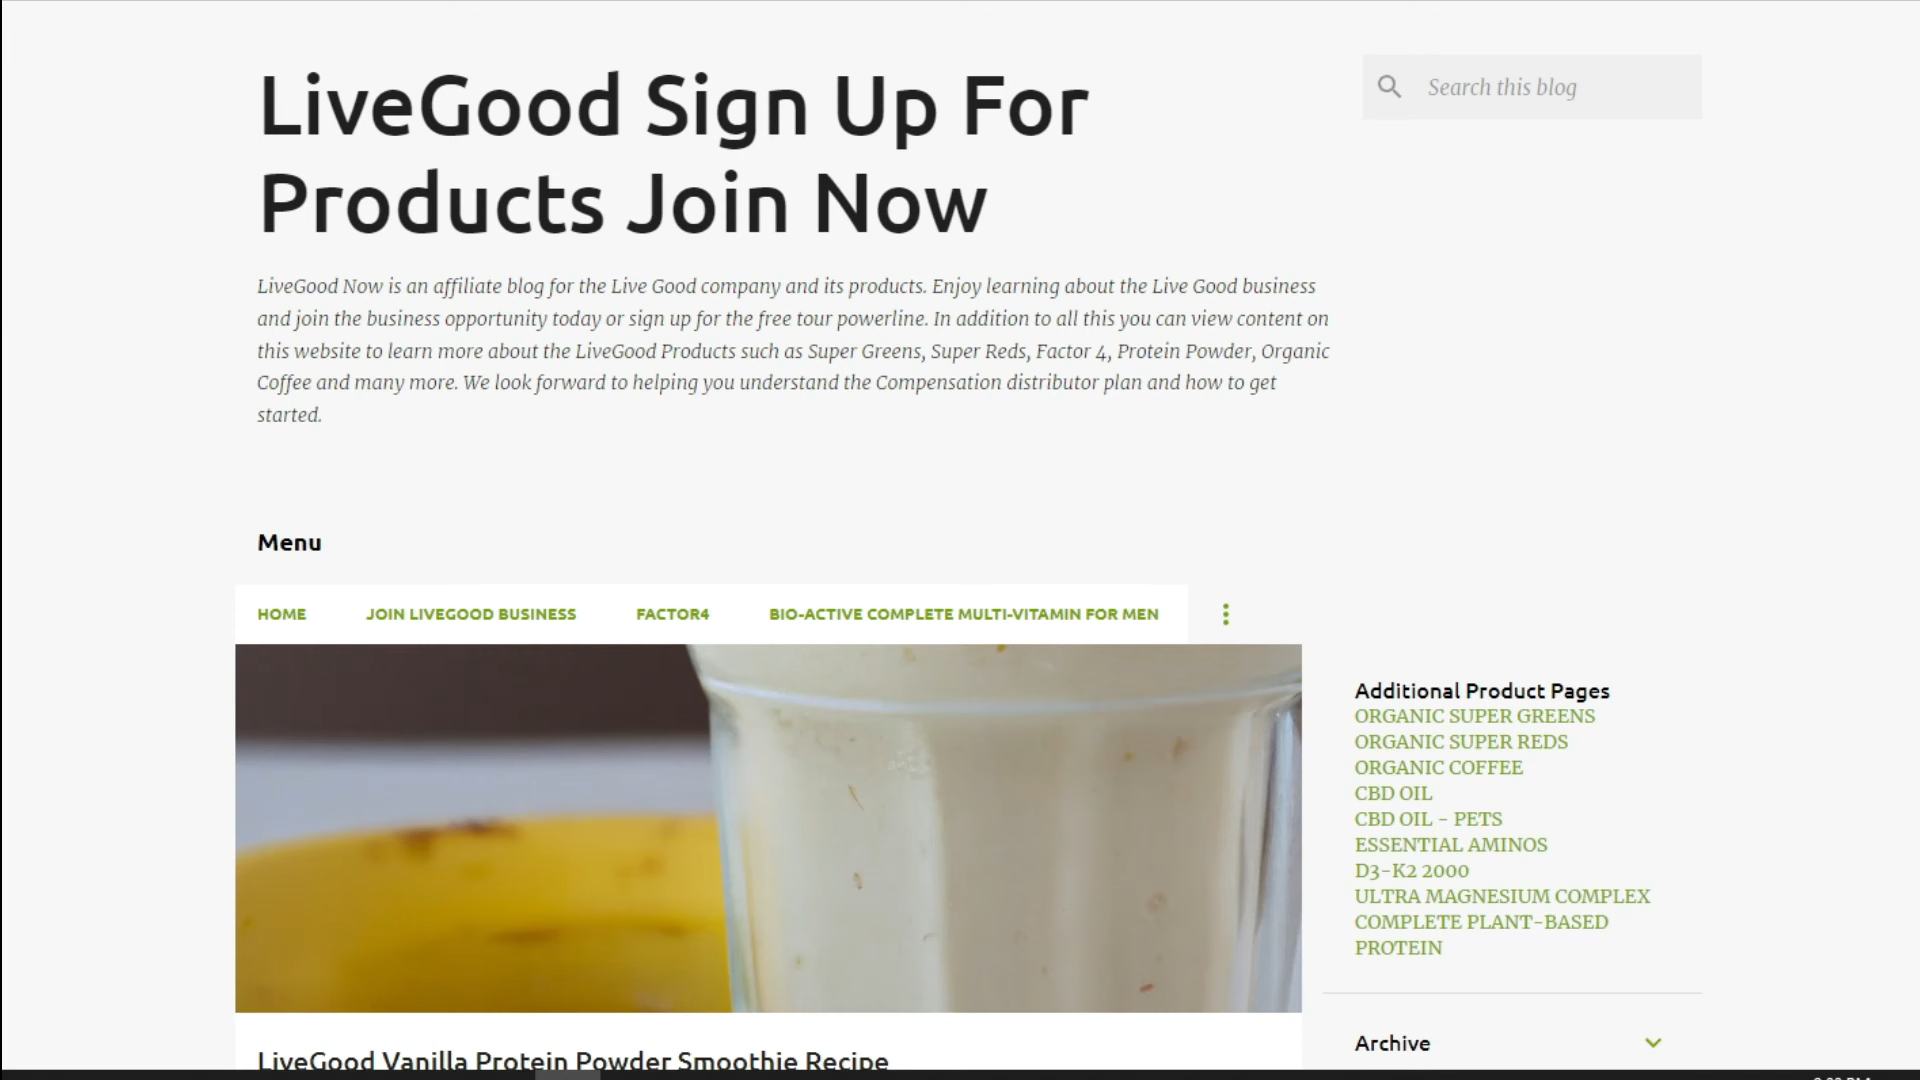 LiveGood Sign Up For
Products Join Now
Search this blog
LiveGood Now is an affiliate blog for the Live Good company and its products. Enjoy learning about the Live Good business
and join the business opportunity today or sign up for the free tour powerline. In addition to all this you can view content on
this website to learn more about the LiveGood Products such as Super Greens, Super Reds, Factor 4, Protein Powder, Organic
Coffee and many more. We look forward to helping you understand the Compensation distributor plan and how to get
started.
Menu
HOME JOIN LIVEGOOD BUSINESS FACTOR4 BIO-ACTIVE COMPLETE MULTI-VITAMIN FOR MEN
Additional Product Pages
ORGANIC SUPER GREENS
ORGANIC SUPER REDS
ORGANIC COFFEE
CBD OIL
CBD OIL - PETS
ESSENTIAL AMINOS
D3-K2 2000
ULTRA MAGNESIUM COMPLEX
COMPLETE PLANT-BASED
PROTEIN
Archive
LiveGood Vanilla Protein Powder Smoothie Recipe